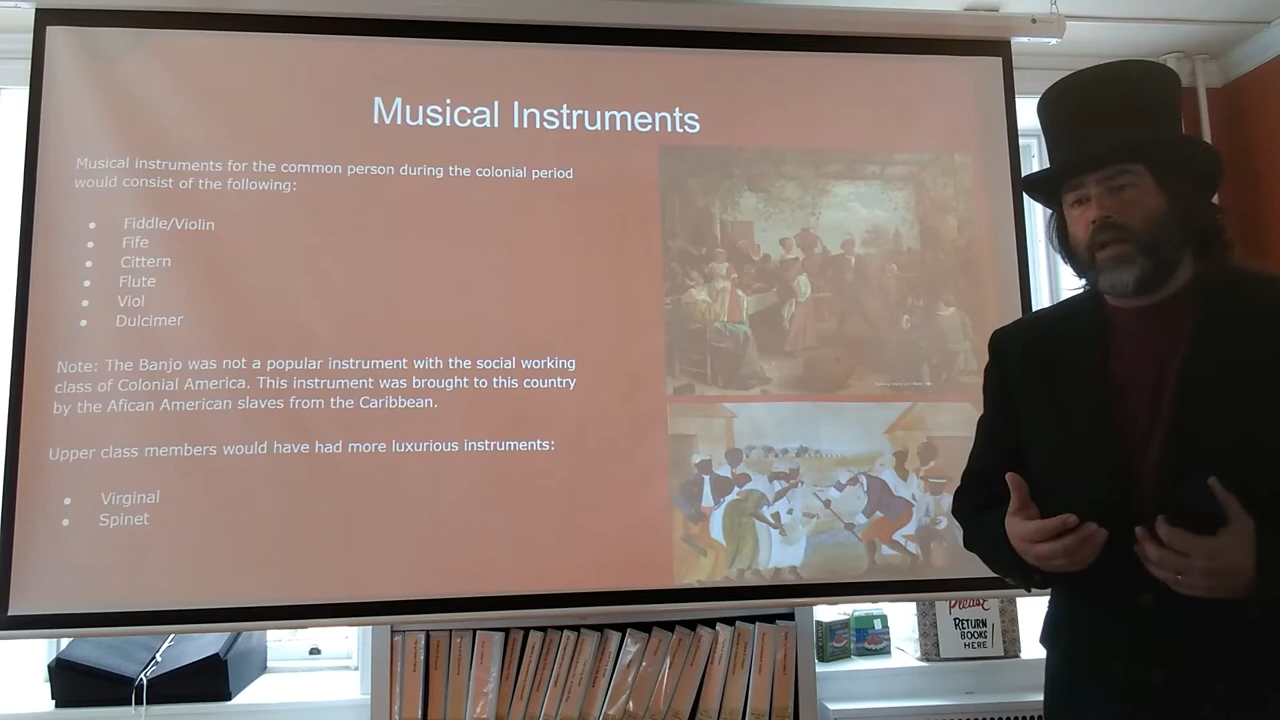 Musical Instruments
Musical instruments for the common person during the colonial period
would consist of the following:
Fiddle/Violin
Fife
Cittern
Flute
Viol
Dulcimer
Note: The Banjo was not a popular instrument with the social working
class of Colonial America. This instrument was brought to this country
by the Afican American slaves from the Caribbean.
Upper class members would have had more luxurious instruments:
Virginal
Spinet
Please
RETURN
BOOKS
HERE!